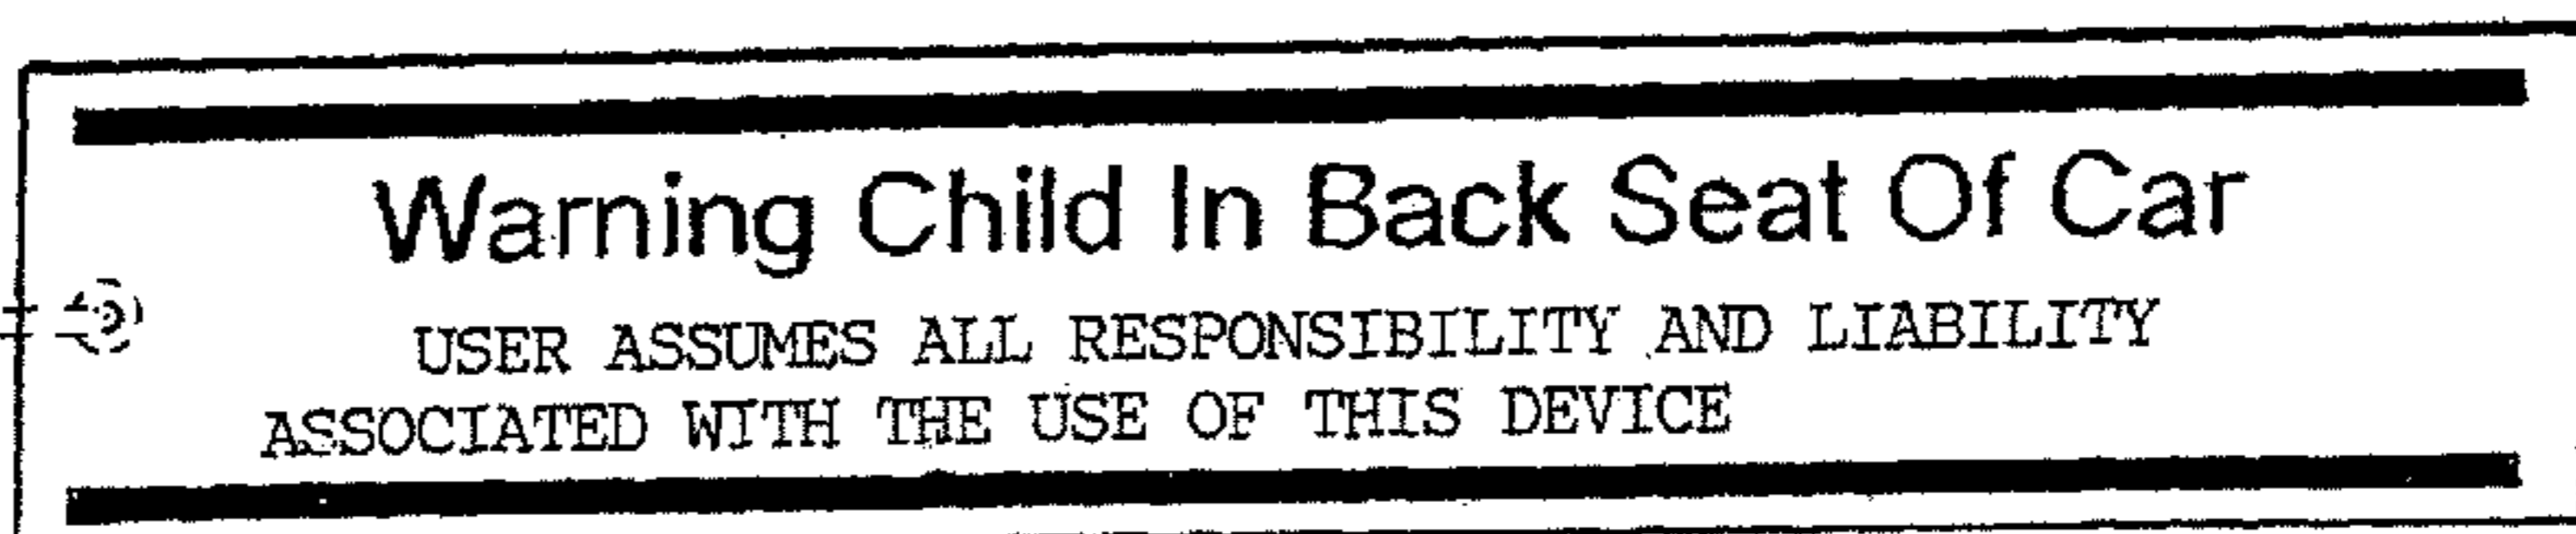 Warning Child In Back Seat Of Car
USER ASSUMES ALL RESPONSIBILITY AND LIABILITY
ASSOCIATED WITH THE USE OF THIS DEVICE